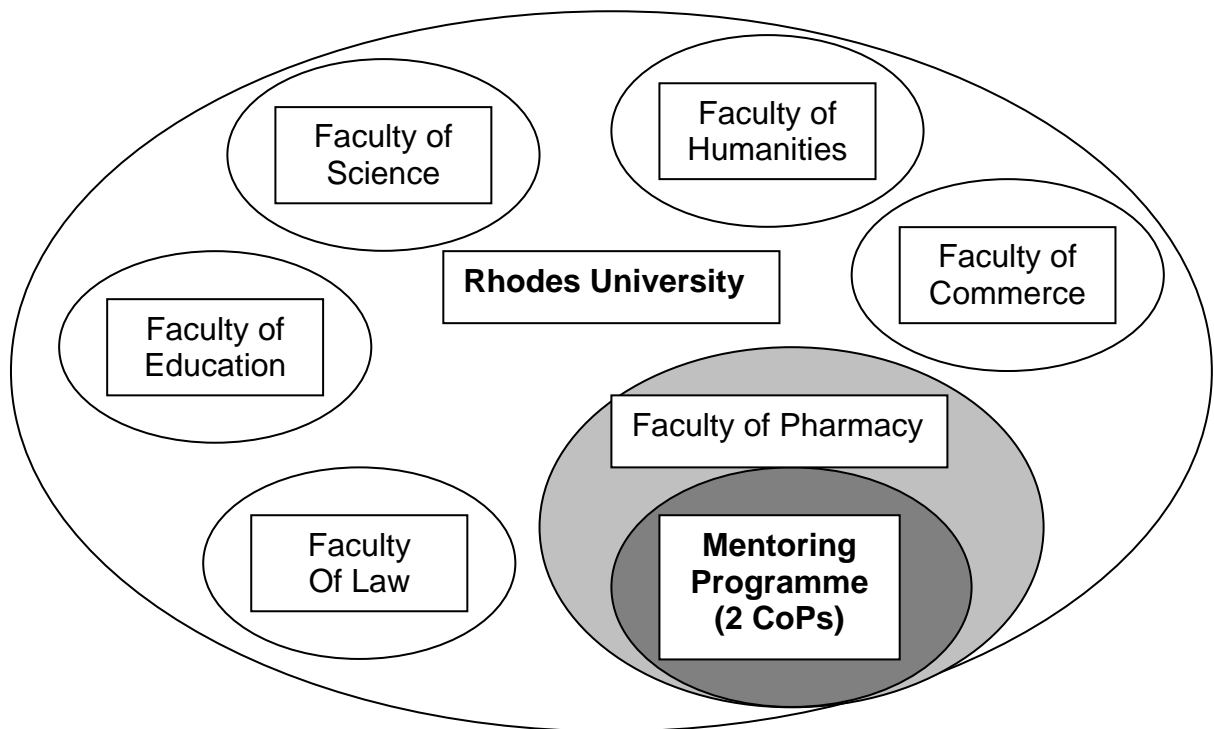 Faculty of
Science
Faculty of
Humanities
Rhodes University
Faculty of
Commerce
Faculty of
Education
Faculty of Pharmacy
Faculty
Of Law
Mentoring
Programme
(2 CoPs)